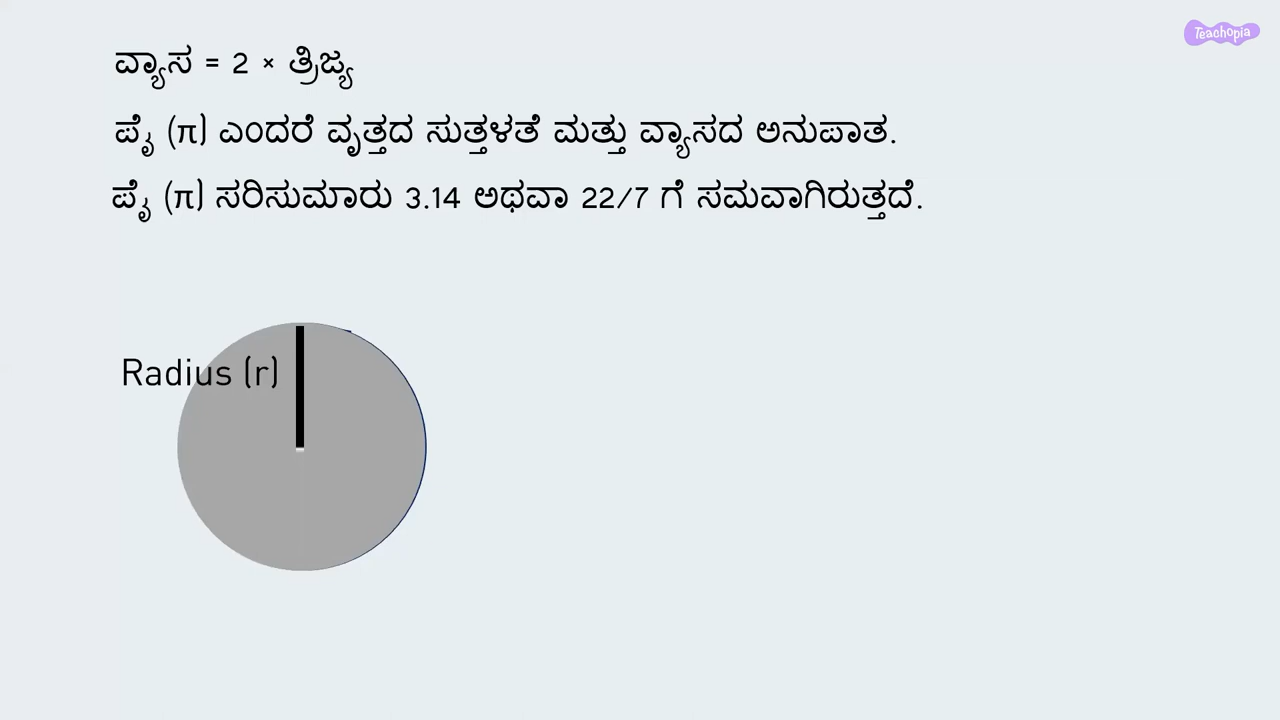 Teachopia
ವ್ಯಾಸ = 2 × ತ್ರಿಜ್ಯ
ಪೈ (π) ಎಂದರೆ ವೃತ್ತದ ಸುತ್ತಳತೆ ಮತ್ತು ವ್ಯಾಸದ ಅನುಪಾತ.
ಪೈ (π) ಸರಿಸುಮಾರು 3.14 ಅಥವಾ 22/7 ಗೆ ಸಮವಾಗಿರುತ್ತದೆ.
Radius (r)